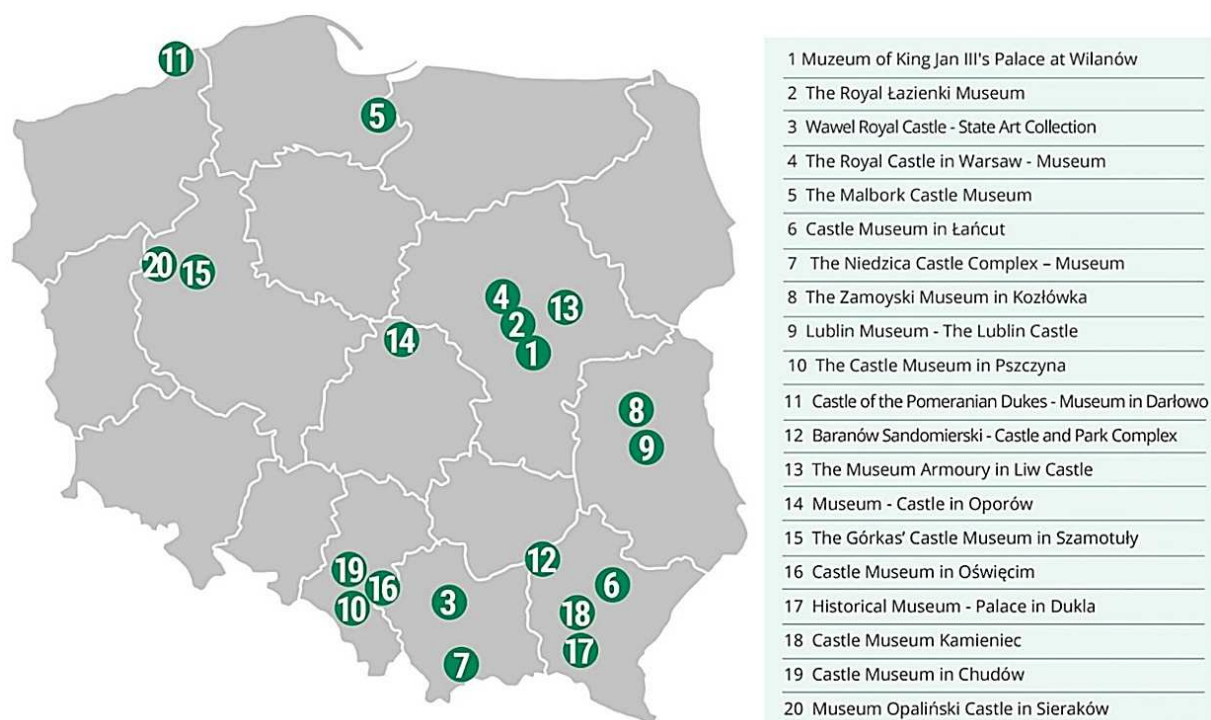 11
5
20
15
4
13
2
14
1
8
9
12
19
16
6
10
3
18
17
7
1 Muzeum of King Jan III's Palace at Wilanów
2 The Royal Łazienki Museum
3 Wawel Royal Castle - State Art Collection
4 The Royal Castle in Warsaw - Museum
5 The Malbork Castle Museum
6 Castle Museum in Łańcut
7 The Niedzica Castle Complex – Museum
8 The Zamoyski Museum in Kozłówka
9 Lublin Museum - The Lublin Castle
10 The Castle Museum in Pszczyna
11 Castle of the Pomeranian Dukes - Museum in Darłowo
12 Baranów Sandomierski - Castle and Park Complex
13 The Museum Armoury in Liw Castle
14 Museum - Castle in Oporów
15 The Górkas' Castle Museum in Szamotuły
16 Castle Museum in Oświęcim
17 Historical Museum - Palace in Dukla
18 Castle Museum Kamieniec
19 Castle Museum in Chudów
20 Museum Opaliński Castle in Sieraków